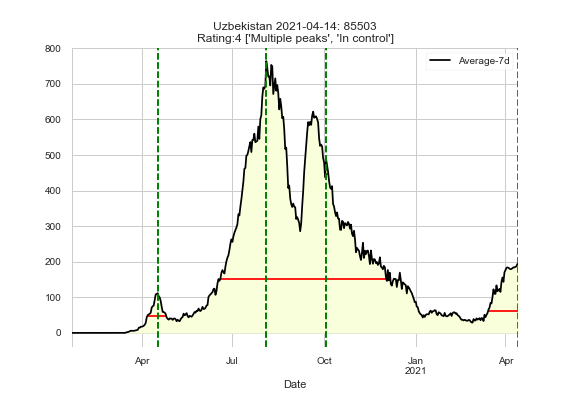 Uzbekistan 2021-04-14: 85503
Rating:4 ['Multiple peaks', 'In control']
Average-7d
800
700
600
500
400
300
200
100
0
Apr
Jul
Oct
Jan
2021
Apr
Date